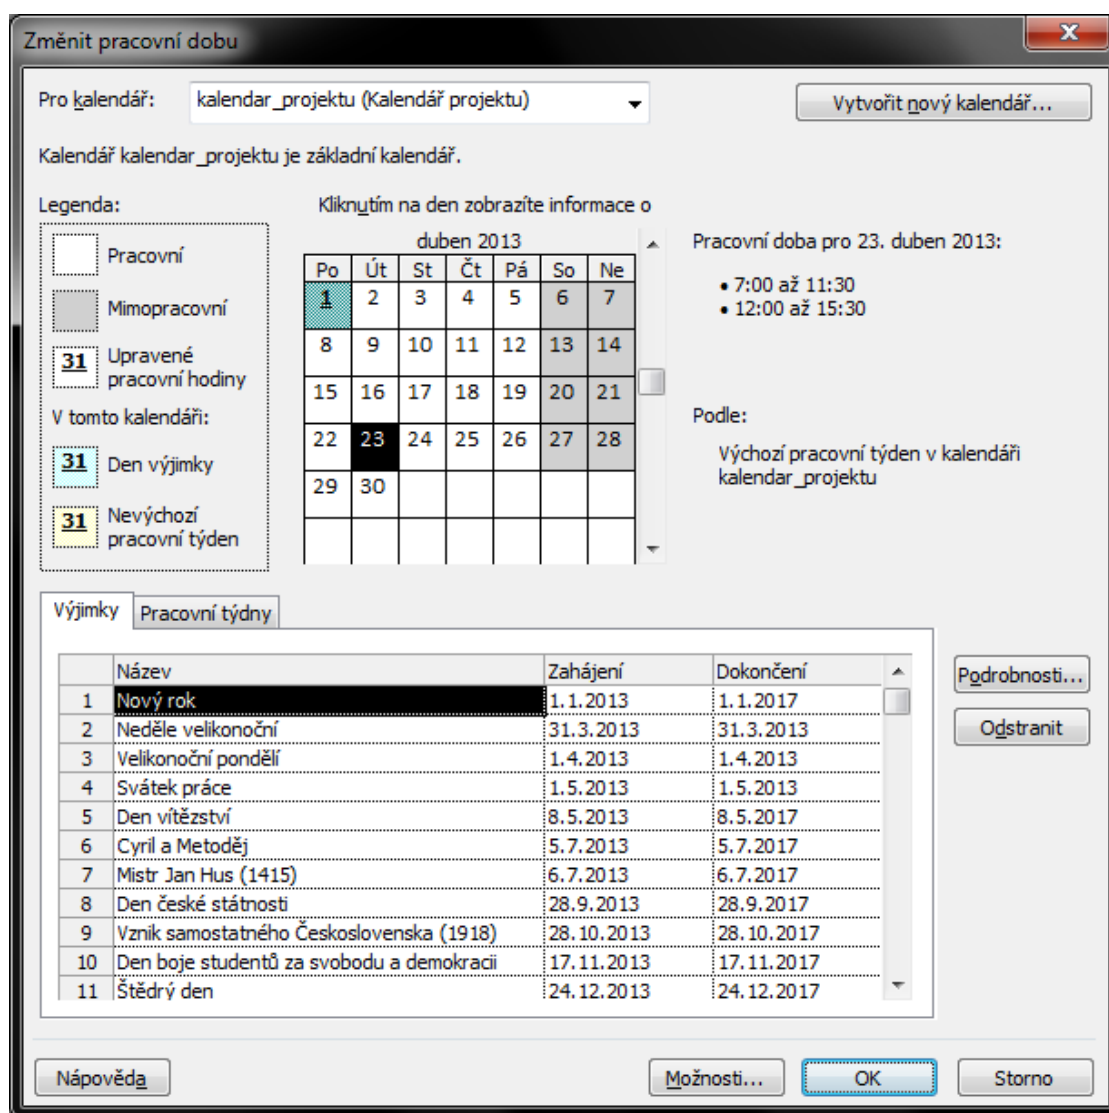 Změnit pracovní dobu
Pro kalendář: kalendar_projektu (Kalendář projektu) Vytvořit nový kalendář...
Kalendář kalendar_projektu je základní kalendář.
Legenda:
Pracovní
Mimopracovní
31 Upravené
pracovní hodiny
V tomto kalendáři:
31 Den výjimky
31 Nevýchozí
pracovní týden
Kliknutím na den zobrazíte informace o
duben 2013
Po Út St Čt Pá So Ne
1 2 3 4 5 6 7
8 9 10 11 12 13 14
15 16 17 18 19 20 21
22 23 24 25 26 27 28
29 30
Pracovní doba pro 23. duben 2013:
• 7:00 až 11:30
• 12:00 až 15:30
Podle:
Výchozí pracovní týden v kalendáři
kalendar_projektu
Výjimky Pracovní týdny
Název Zahájení Dokončení
1 Nový rok 1.1.2013 1.1.2017
2 Neděle velikonoční 31.3.2013 31.3.2013
3 Velikonoční pondělí 1.4.2013 1.4.2013
4 Svátek práce 1.5.2013 1.5.2013
5 Den vítězství 8.5.2013 8.5.2017
6 Cyril a Metoděj 5.7.2013 5.7.2017
7 Mistr Jan Hus (1415) 6.7.2013 6.7.2017
8 Den české státnosti 28.9.2013 28.9.2017
9 Vznik samostatného Československa (1918) 28.10.2013 28.10.2017
10 Den boje studentů za svobodu a demokracii 17.11.2013 17.11.2017
11 Štědrý den 24.12.2013 24.12.2017
Podrobnosti...
Odstranit
Nápověda Možnosti... OK Storno